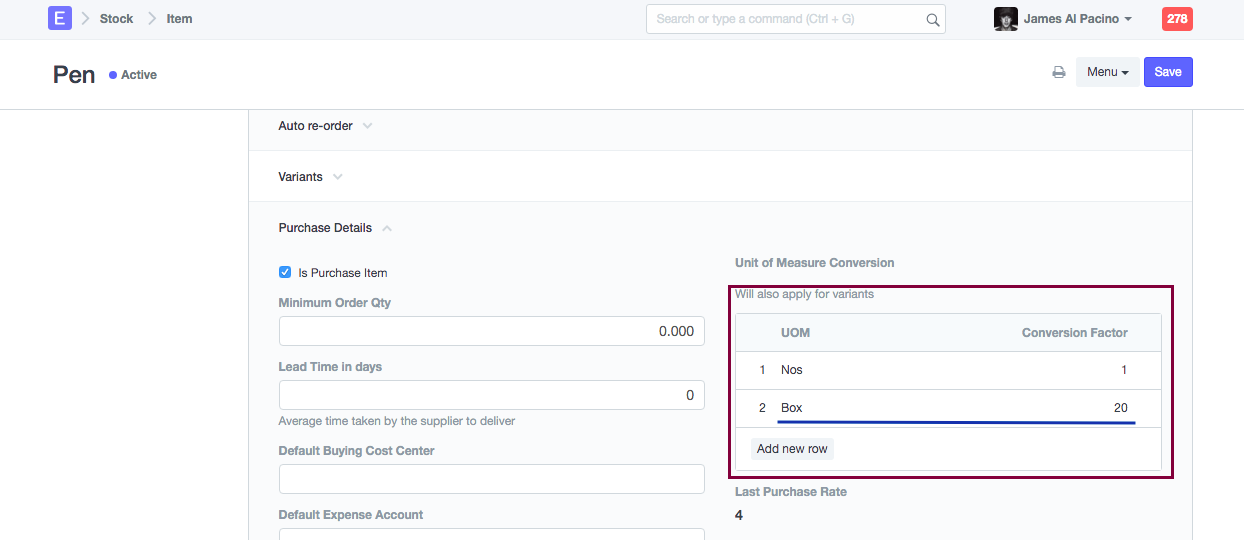 E Stock Item Search or type a command (Ctrl + G) James Al Pacino 278
Pen Active Menu Save
Auto re-order
Variants
Purchase Details
Is Purchase Item
Minimum Order Qty
0.000
Lead Time in days
0
Average time taken by the supplier to deliver
Default Buying Cost Center
Default Expense Account
Unit of Measure Conversion
Will also apply for variants
UOM Conversion Factor
1 Nos 1
2 Box 20
Add new row
Last Purchase Rate
4